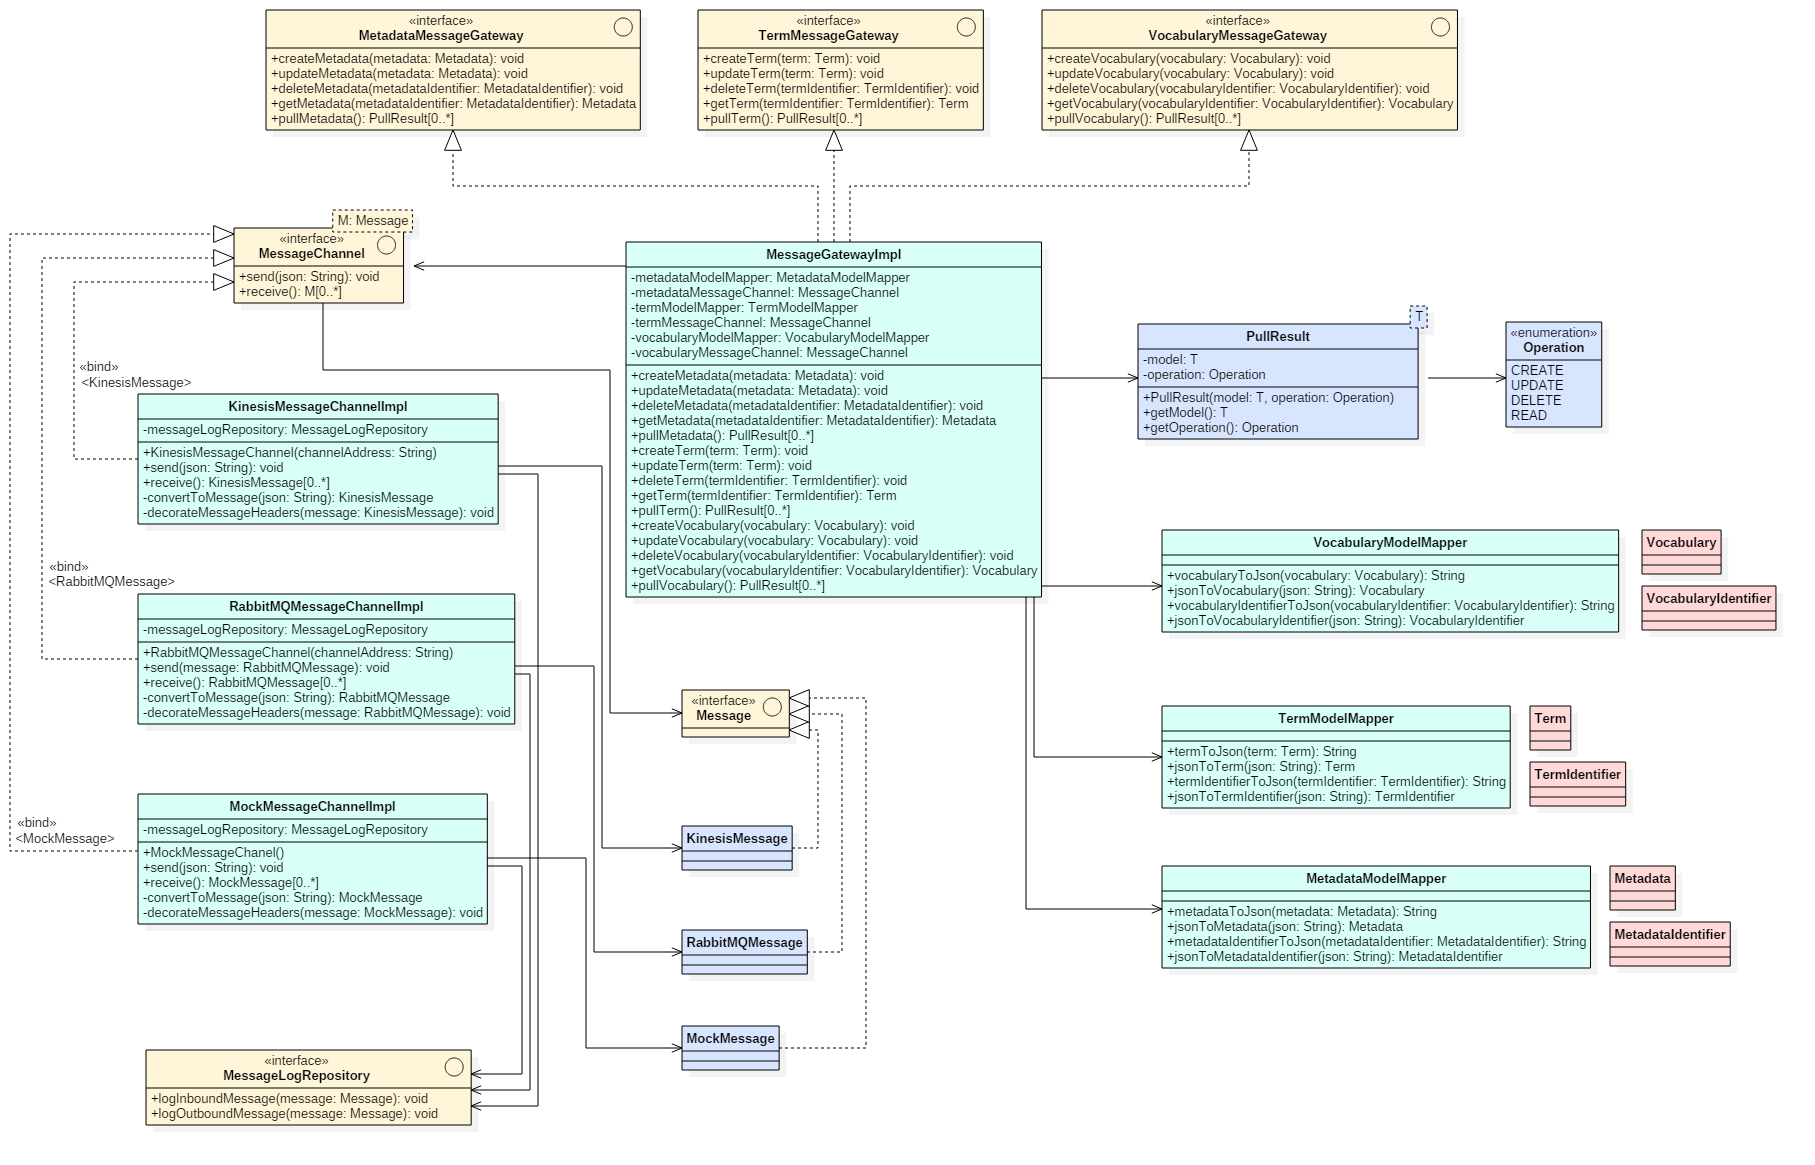 «interface»
MetadataMessageGateway
+createMetadata(metadata: Metadata): void
+updateMetadata(metadata: Metadata): void
+deleteMetadata(metadataIdentifier: MetadataIdentifier): void
+getMetadata(metadataIdentifier: MetadataIdentifier): Metadata
+pullMetadata(): PullResult[0..*]
«interface»
TermMessageGateway
+createTerm(term: Term): void
+updateTerm(term: Term): void
+deleteTerm(termIdentifier: TermIdentifier): void
+getTerm(termIdentifier: TermIdentifier): Term
+pullTerm(): PullResult[0..*]
«interface»
VocabularyMessageGateway
+createVocabulary(vocabulary: Vocabulary): void
+updateVocabulary(vocabulary: Vocabulary): void
+deleteVocabulary(vocabularyIdentifier: VocabularyIdentifier): void
+getVocabulary(vocabularyIdentifier: VocabularyIdentifier): Vocabulary
+pullVocabulary(): PullResult[0..*]
M: Message
«interface»
MessageChannel
+send(json: String): void
+receive(): M[0..*]
MessageGatewayImpl
-metadataModelMapper: MetadataModelMapper
-metadataMessageChannel: MessageChannel
-termModelMapper: TermModelMapper
-termMessageChannel: MessageChannel
-vocabularyModelMapper: VocabularyModelMapper
-vocabularyMessageChannel: MessageChannel
+createMetadata(metadata: Metadata): void
+updateMetadata(metadata: Metadata): void
+deleteMetadata(metadataIdentifier: MetadataIdentifier): void
+getMetadata(metadataIdentifier: MetadataIdentifier): Metadata
+pullMetadata(): PullResult[0..*]
+createTerm(term: Term): void
+updateTerm(term: Term): void
+deleteTerm(termIdentifier: TermIdentifier): void
+getTerm(termIdentifier: TermIdentifier): Term
+pullTerm(): PullResult[0..*]
+createVocabulary(vocabulary: Vocabulary): void
+updateVocabulary(vocabulary: Vocabulary): void
+deleteVocabulary(vocabularyIdentifier: VocabularyIdentifier): void
+getVocabulary(vocabularyIdentifier: VocabularyIdentifier): Vocabulary
+pullVocabulary(): PullResult[0..*]
T
PullResult
-model: T
-operation: Operation
+PullResult(model: T, operation: Operation)
+getModel(): T
+getOperation(): Operation
«enumeration»
Operation
CREATE
UPDATE
DELETE
READ
«bind»
<KinesisMessage>
KinesisMessageChannelImpl
-messageLogRepository: MessageLogRepository
+KinesisMessageChannel(channelAddress: String)
+send(json: String): void
+receive(): KinesisMessage[0..*]
-convertToMessage(json: String): KinesisMessage
-decorateMessageHeaders(message: KinesisMessage): void
«bind»
<RabbitMQMessage>
RabbitMQMessageChannelImpl
-messageLogRepository: MessageLogRepository
+RabbitMQMessageChannel(channelAddress: String)
+send(message: RabbitMQMessage): void
+receive(): RabbitMQMessage[0..*]
-convertToMessage(json: String): RabbitMQMessage
-decorateMessageHeaders(message: RabbitMQMessage): void
«bind»
<MockMessage>
MockMessageChannelImpl
-messageLogRepository: MessageLogRepository
+MockMessageChanel()
+send(json: String): void
+receive(): MockMessage[0..*]
-convertToMessage(json: String): MockMessage
-decorateMessageHeaders(message: MockMessage): void
«interface»
MessageLogRepository
+logInboundMessage(message: Message): void
+logOutboundMessage(message: Message): void
«interface»
Message
KinesisMessage
RabbitMQMessage
MockMessage
VocabularyModelMapper
+vocabularyToJson(vocabulary: Vocabulary): String
+jsonToVocabulary(json: String): Vocabulary
+vocabularyIdentifierToJson(vocabularyIdentifier: VocabularyIdentifier): String
+jsonToVocabularyIdentifier(json: String): VocabularyIdentifier
Vocabulary
VocabularyIdentifier
TermModelMapper
+termToJson(term: Term): String
+jsonToTerm(json: String): Term
+termIdentifierToJson(termIdentifier: TermIdentifier): String
+jsonToTermIdentifier(json: String): TermIdentifier
Term
TermIdentifier
MetadataModelMapper
+metadataToJson(metadata: Metadata): String
+jsonToMetadata(json: String): Metadata
+metadataIdentifierToJson(metadataIdentifier: MetadataIdentifier): String
+jsonToMetadataIdentifier(json: String): MetadataIdentifier
Metadata
MetadataIdentifier